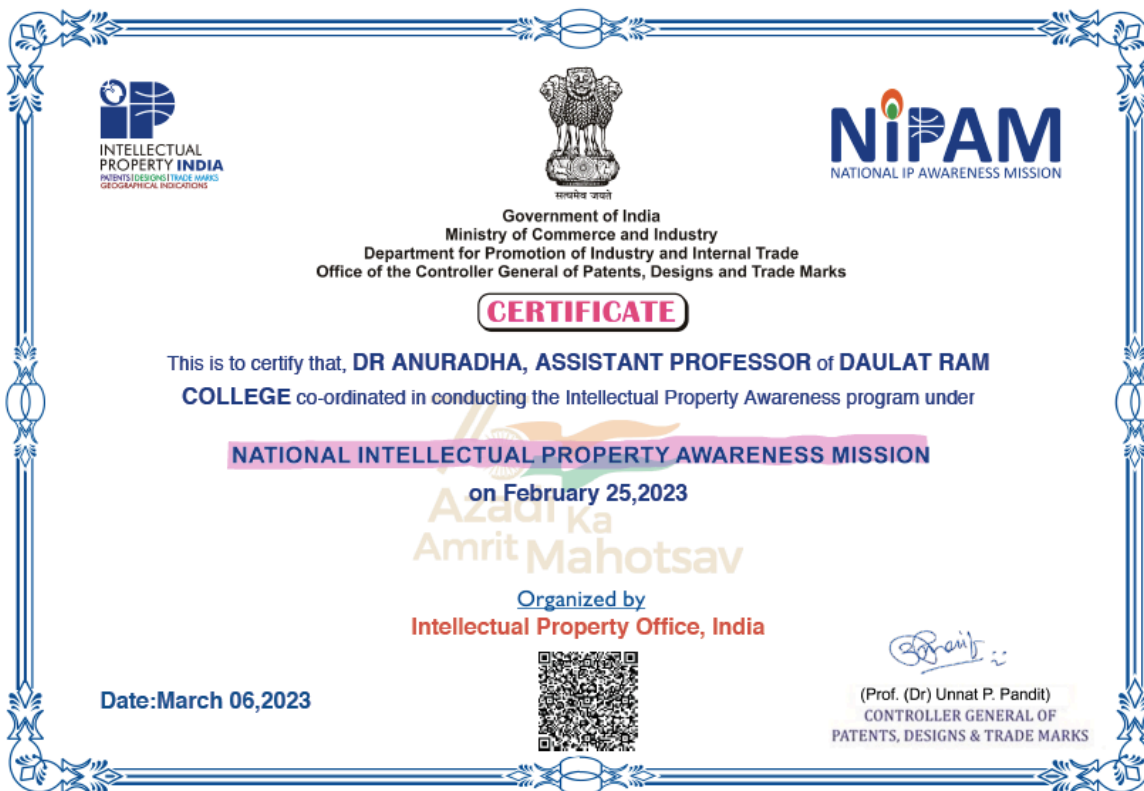 INTELLECTUAL
PROPERTY INDIA
PATENTS|DESIGNS|TRADE MARKS
GEOGRAPHICAL INDICATIONS
सत्यमेव जयते
NiPAM
NATIONAL IP AWARENESS MISSION
Government of India
Ministry of Commerce and Industry
Department for Promotion of Industry and Internal Trade
Office of the Controller General of Patents, Designs and Trade Marks
CERTIFICATE
This is to certify that, DR ANURADHA, ASSISTANT PROFESSOR of DAULAT RAM
COLLEGE co-ordinated in conducting the Intellectual Property Awareness program under
NATIONAL INTELLECTUAL PROPERTY AWARENESS MISSION
on February 25,2023
Azadi Ka
Amrit Mahotsav
Organized by
Intellectual Property Office, India
Date:March 06,2023
(Prof. (Dr) Unnat P. Pandit)
CONTROLLER GENERAL OF
PATENTS, DESIGNS & TRADE MARKS